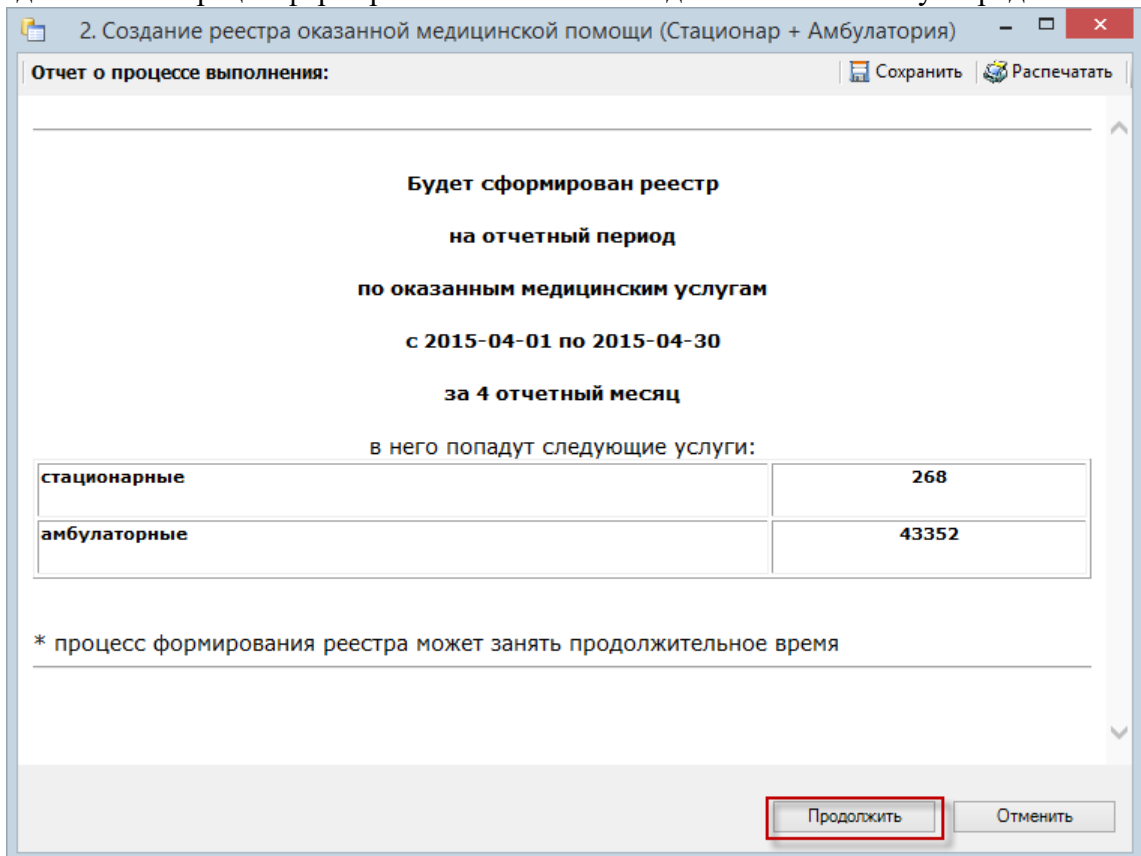 2. Создание реестра оказанной медицинской помощи (Стационар + Амбулатория)
Отчет о процессе выполнения:
Сохранить
Распечатать
Будет сформирован реестр
на отчетный период
по оказанным медицинским услугам
с 2015-04-01 по 2015-04-30
за 4 отчетный месяц
в него попадут следующие услуги:
стационарные 268
амбулаторные 43352
* процесс формирования реестра может занять продолжительное время
Продолжить Отменить